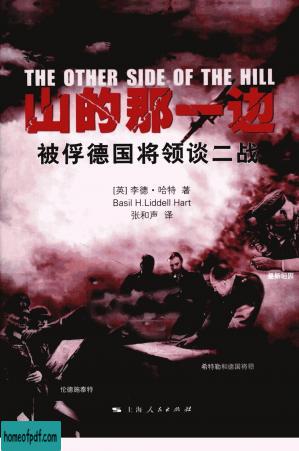 THE OTHER SIDE OF THE HILL
山的那一边
被俘德国将领谈二战
[英] 李德·哈特 著
Basil H.Liddell Hart
张和声 译
希特勒和德国将领
伦德施泰特
上海人民出版社
homeofpdf.com